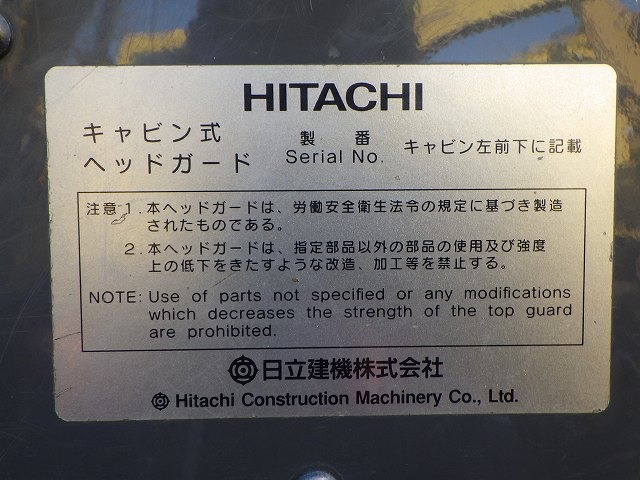 HITACHI
キャビン式 製番 キャビン左前下に記載
ヘッドガード Serial No.
注意1. 本ヘッドガードは、労働安全衛生法令の規定に基づき製造
されたものである。
2. 本ヘッドガードは、指定部品以外の部品の使用及び強度
上の低下をきたすような改造、加工等を禁止する。
NOTE: Use of parts not specified or any modifications
which decreases the strength of the top guard
are prohibited.
日立建機株式会社
Hitachi Construction Machinery Co., Ltd.